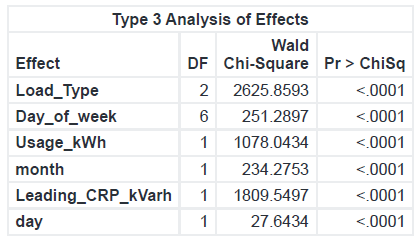 Type 3 Analysis of Effects
Effect DF Wald Chi-Square Pr > ChiSq
Load_Type 2 2625.8593 <.0001
Day_of_week 6 251.2897 <.0001
Usage_kWh 1 1078.0434 <.0001
month 1 234.2753 <.0001
Leading_CRP_kVarh 1 1809.5497 <.0001
day 1 27.6434 <.0001